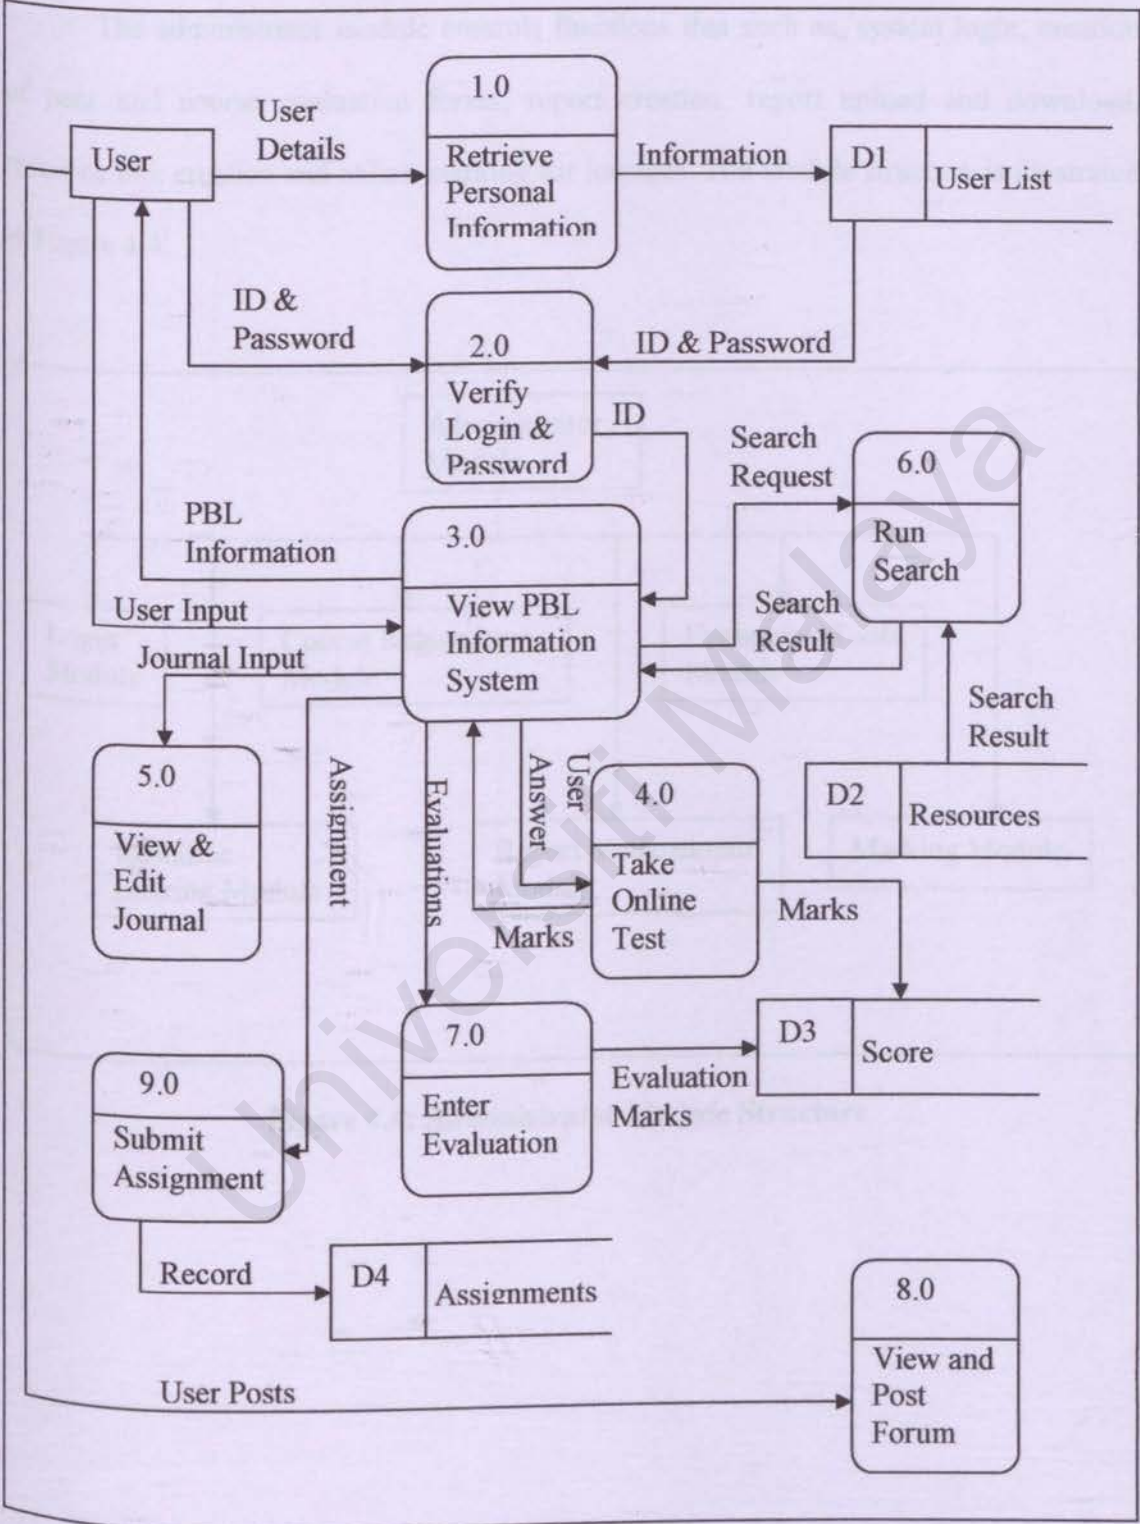 1.0
User
Details
User
Retrieve
Personal
Information
Information
D1
User List
ID &
Password
2.0
Verify
Login &
Password
ID & Password
ID
Search
Request
6.0
Run
Search
PBL
Information
3.0
View PBL
Information
System
User Input
Journal Input
Search
Result
Search
Result
5.0
View &
Edit
Journal
Assignment
Evaluations
User
Answer
4.0
Take
Online
Test
D2
Resources
Marks
Marks
7.0
Enter
Evaluation
Evaluation
Marks
D3
Score
9.0
Submit
Assignment
Record
D4
Assignments
8.0
View and
Post
Forum
User Posts
Universiti Malaya